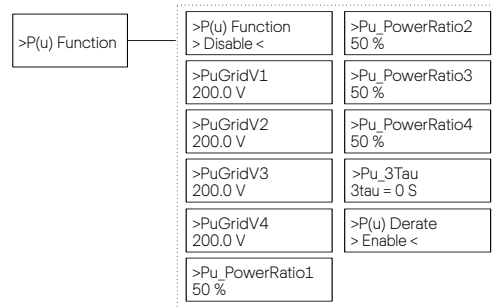 >P(u) Function
>P(u) Function
> Disable <
>PuGridV1
200.0 V
>PuGridV2
200.0 V
>PuGridV3
200.0 V
>PuGridV4
200.0 V
>Pu_PowerRatio1
50 %
>Pu_PowerRatio2
50 %
>Pu_PowerRatio3
50 %
>Pu_PowerRatio4
50 %
>Pu_3Tau
3tau = 0 S
>P(u) Derate
> Enable <